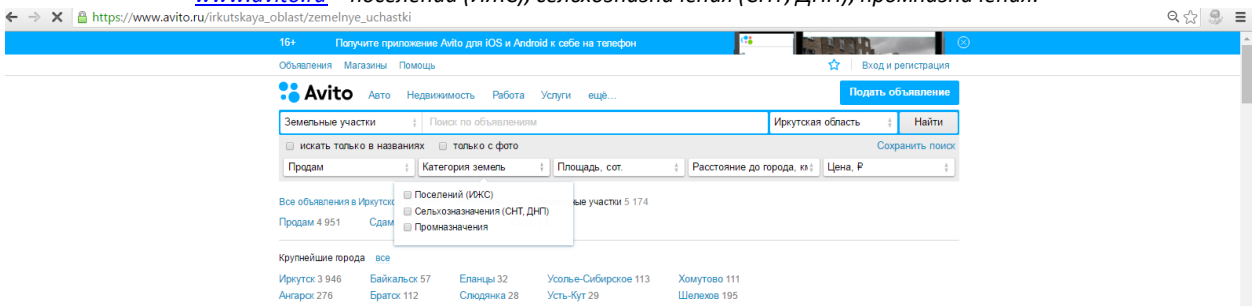 www.avito.ru – поселений (ИЖС), сельхозназначения (СНТ, ДНП), промназначения.
https://www.avito.ru/irkutskaya_oblast/zemelnye_uchastki
16+ Получите приложение Avito для iOS и Android к себе на телефон
Объявления Магазины Помощь Вход и регистрация
Avito Авто Недвижимость Работа Услуги ещё... Подать объявление
Земельные участки Поиск по объявлениям Иркутская область Найти
искать только в названиях только с фото Сохранить поиск
Продам Категория земель Площадь, сот. Расстояние до города, км Цена, ₽
Поселений (ИЖС)
Все объявления в Иркутско ные участки 5 174
Сельхозназначения (СНТ, ДНП)
Продам 4 951 Сдам
Промназначения
Крупнейшие города все
Иркутск 3 946 Байкальск 57 Еланцы 32 Усолье-Сибирское 113 Хомутово 111
Ангарск 276 Братск 112 Слюдянка 28 Усть-Кут 29 Шелехов 195